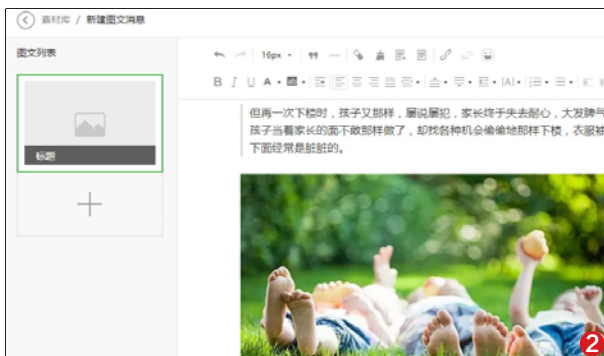 素材库 / 新建图文消息
图文列表
标题
16px
B I U A
但再一次下楼时，孩子又那样，屡说屡犯，家长终于失去耐心，大发脾气
孩子当着家长的面不敢那样做了，却找各种机会偷偷地那样下楼，衣服袖
下面经常是脏脏的。
2